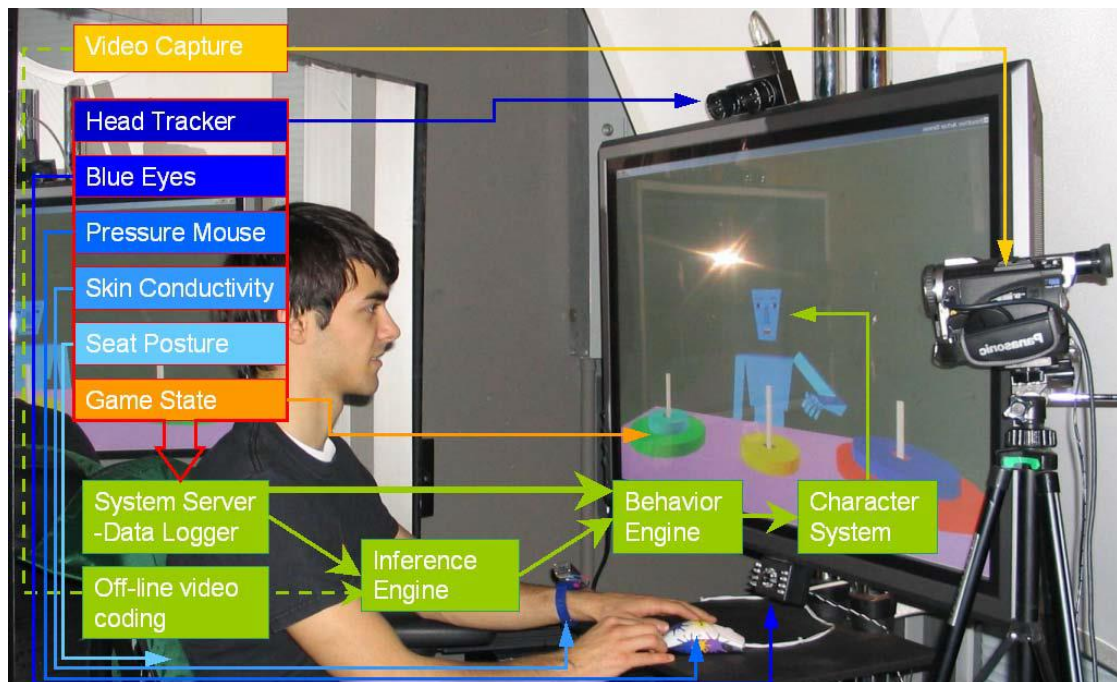 Video Capture
Head Tracker
Blue Eyes
Pressure Mouse
Skin Conductivity
Seat Posture
Game State
Panasonic
System Server
-Data Logger
Behavior
Engine
Character
System
Inference
Engine
Off-line video
coding